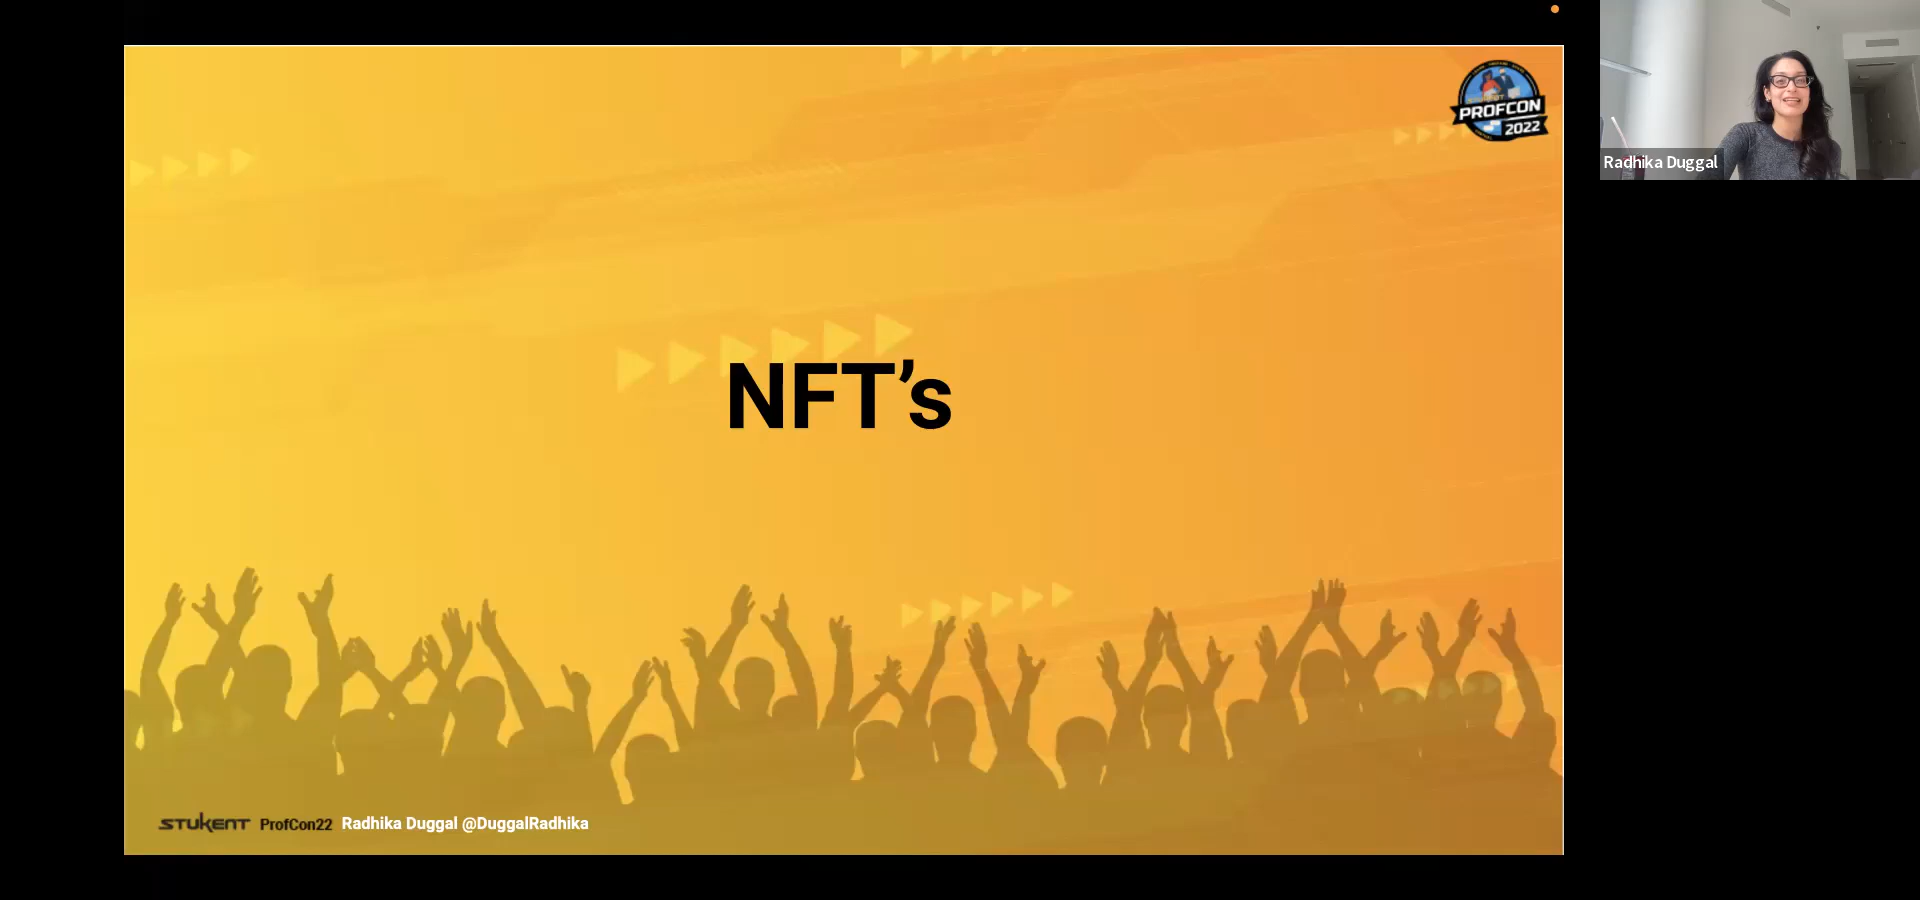 PROFCON
2022
Radhika Duggal
NFT’s
STUKENT ProfCon22 Radhika Duggal @DuggalRadhika